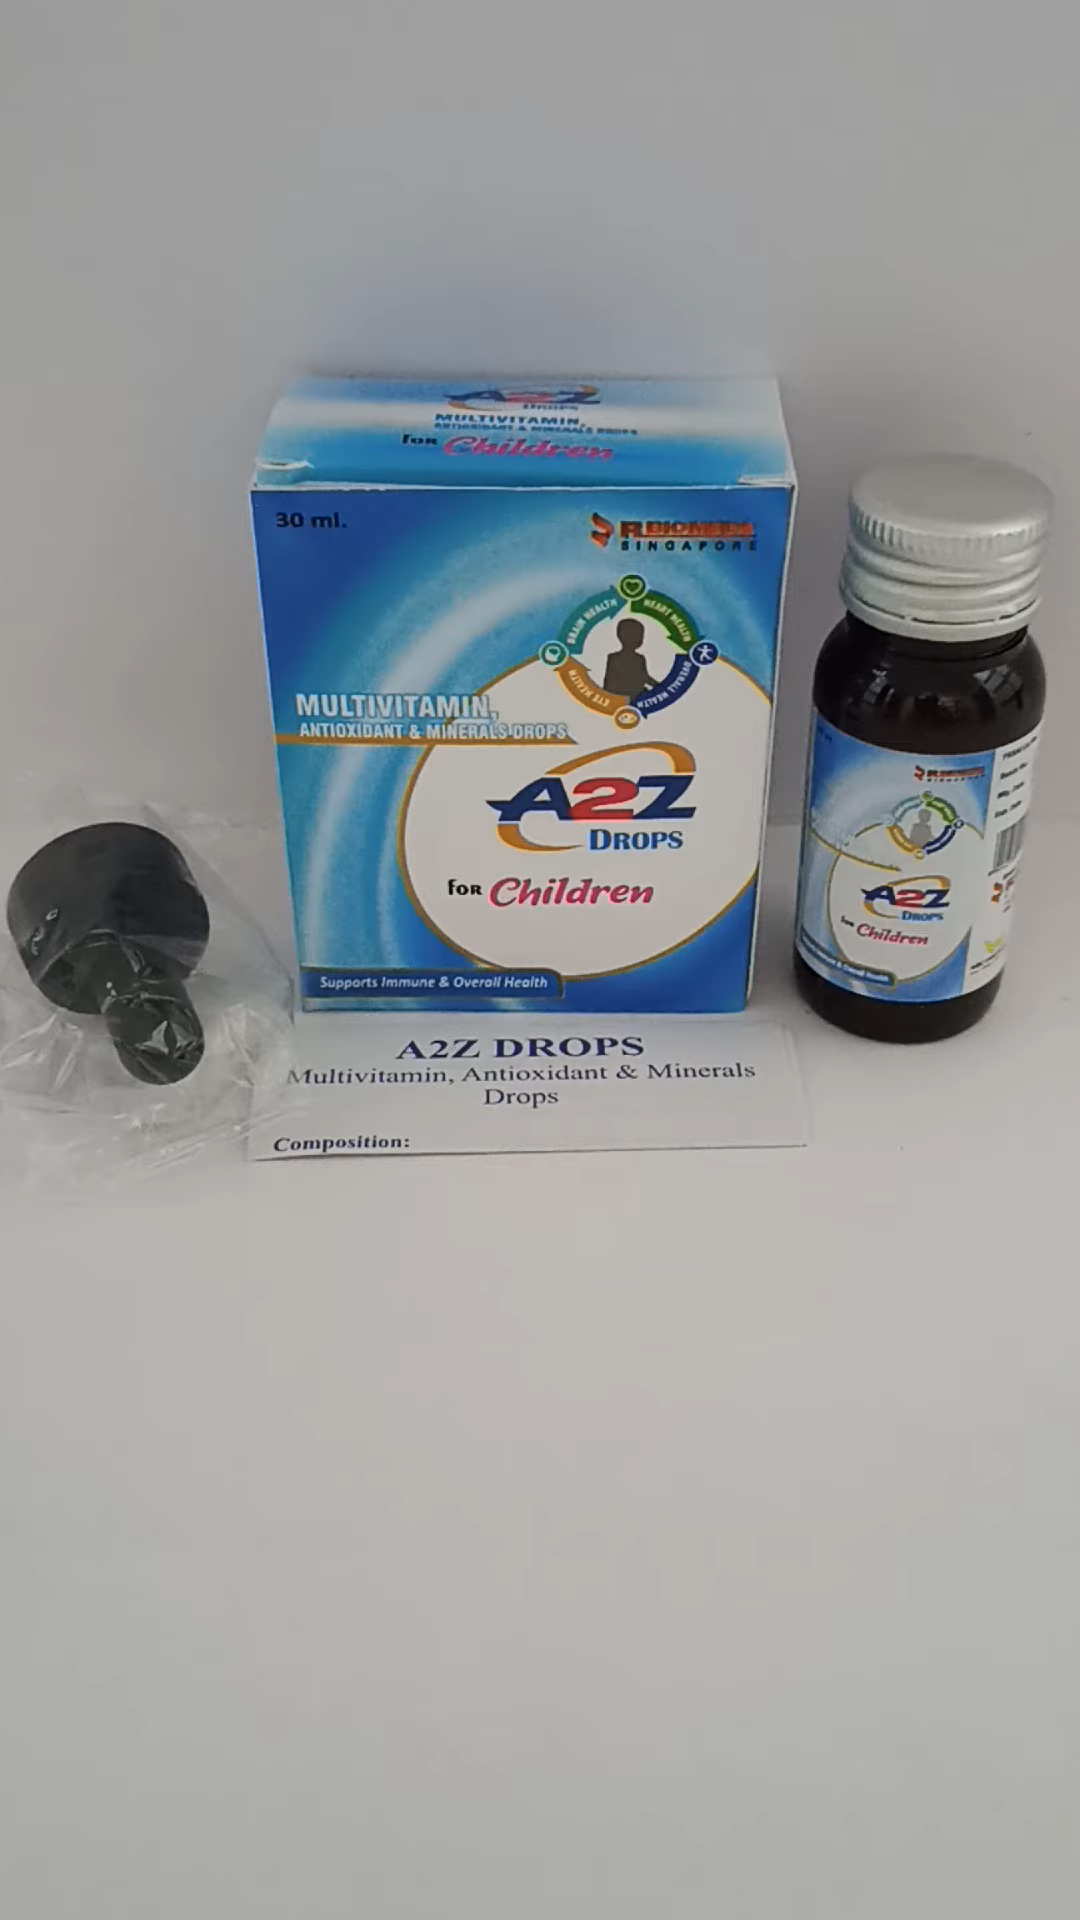 A2Z
DROPS
MULTIVITAMIN,
ANTIOXIDANT & MINERALS DROPS
for Children
30 ml.
SINGAPORE
BRAIN HEALTH
HEART HEALTH
EYE HEALTH
OVERALL HEALTH
MULTIVITAMIN,
ANTIOXIDANT & MINERALS DROPS
A2Z
DROPS
for Children
Supports Immune & Overall Health
A2Z
DROPS
for Children
A2Z DROPS
Multivitamin, Antioxidant & Minerals
Drops
Composition: